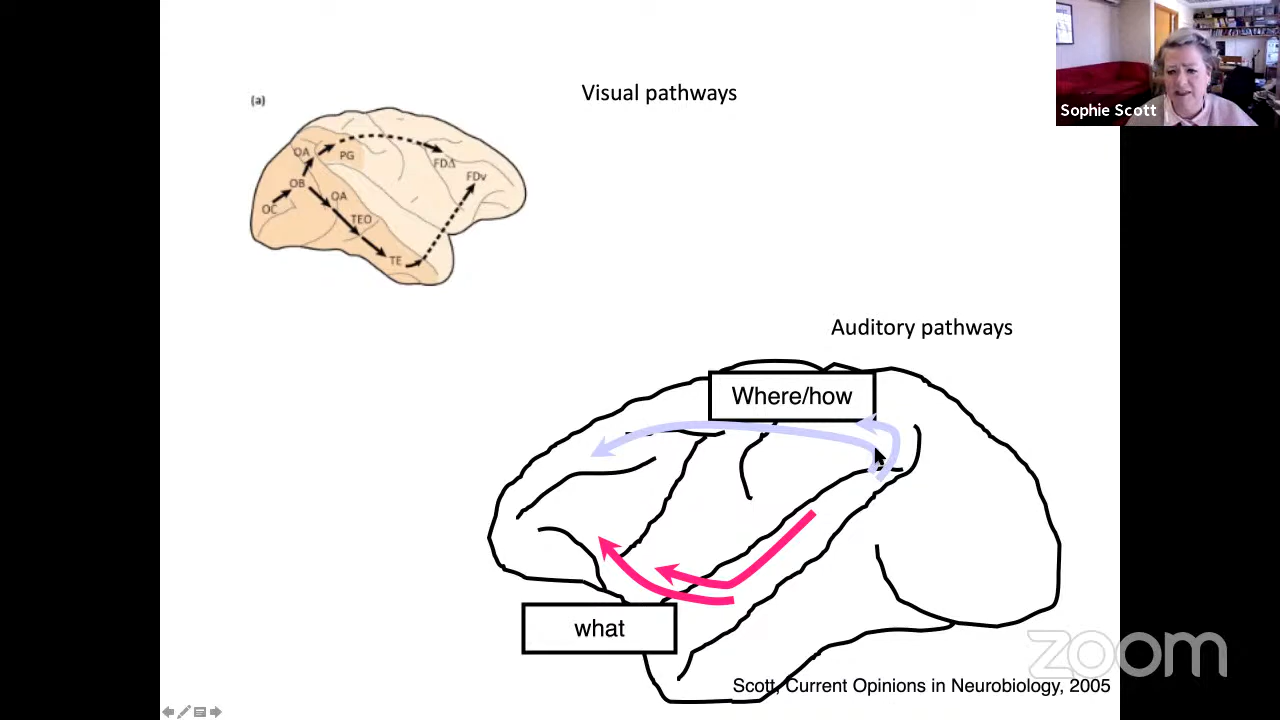 Visual pathways
Sophie Scott
(a)
OA
PG
FDΔ
OB
FDv
OA
OC
TEO
TE
Auditory pathways
Where/how
what
zoom
Scott, Current Opinions in Neurobiology, 2005